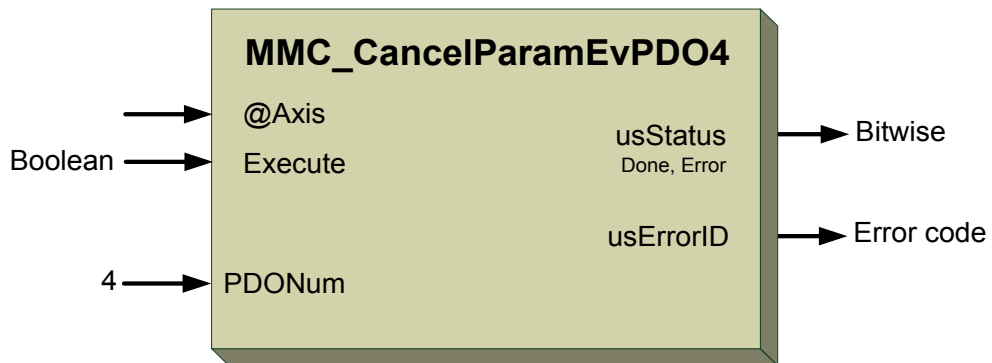 MMC_CancelParamEvPDO4
@Axis
Boolean
Execute
usStatus
Done, Error
Bitwise
usErrorID
Error code
4
PDONum